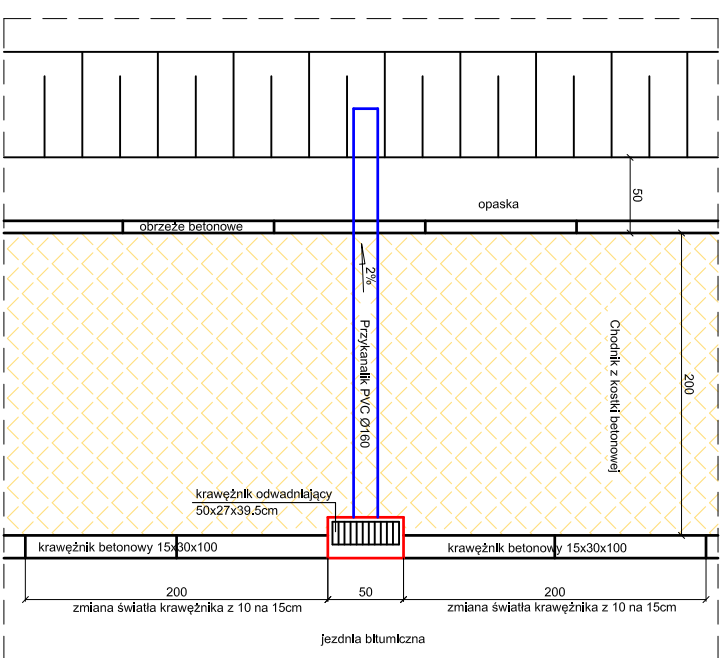 50
opaska
obrzeże betonowe
2%
Przykanalik PVC Ø160
Chodnik z kostki betonowej
200
krawężnik odwadniający
50x27x39.5cm
krawężnik betonowy 15x30x100
krawężnik betonowy 15x30x100
200
50
200
zmiana światła krawężnika z 10 na 15cm
zmiana światła krawężnika z 10 na 15cm
jezdnia bitumiczna